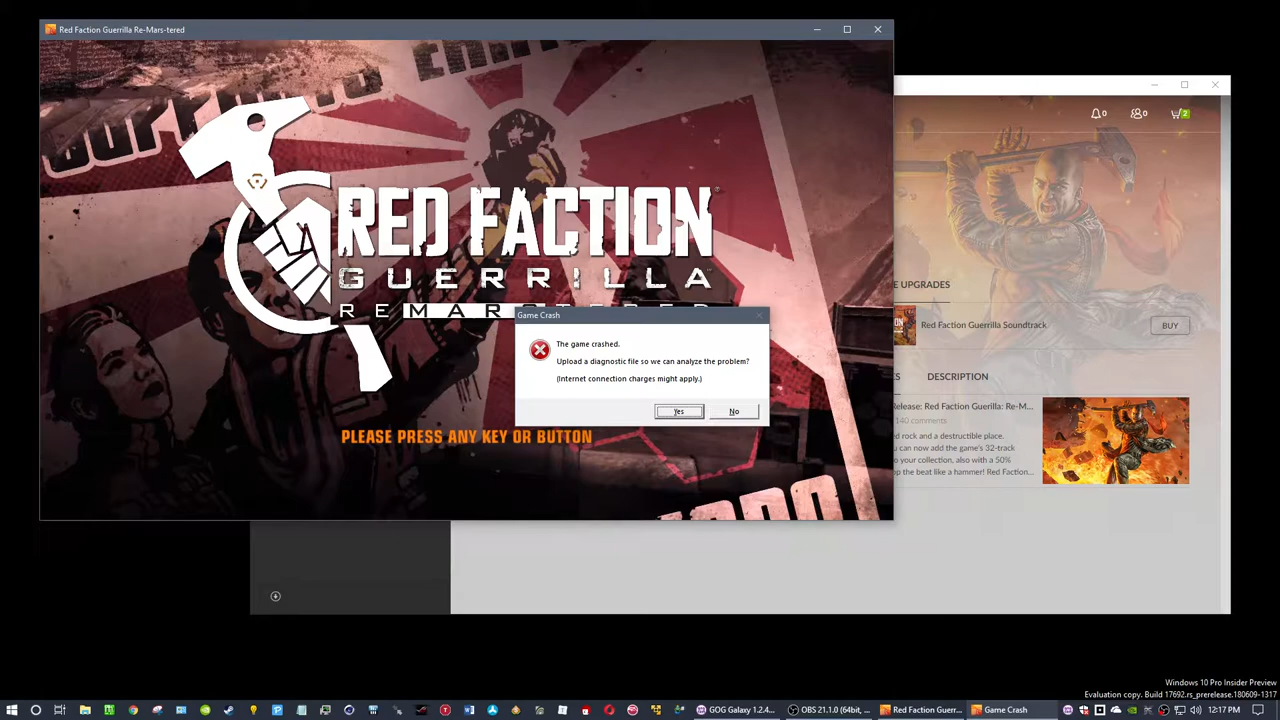 Red Faction Guerrilla Re-Mars-tered
RED FACTION
GUERRILLA
PLEASE PRESS ANY KEY OR BUTTON
Game Crash
The game crashed.
Upload a diagnostic file so we can analyze the problem?
(Internet connection charges might apply.)
Yes
No
0
0
2
E UPGRADES
Red Faction Guerrilla Soundtrack
BUY
ES
DESCRIPTION
Release: Red Faction Guerrilla: Re-M...
140 comments
d rock and a destructible place.
u can now add the game's 32-track
o your collection, also with a 50%
mp the beat like a hammer! Red Faction...
Windows 10 Pro Insider Preview
Evaluation copy. Build 17692.rs_prerelease.180609-1317
GOG Galaxy 1.2.4...
OBS 21.1.0 (64bit, ...
Red Faction Guerr...
Game Crash
12:17 PM